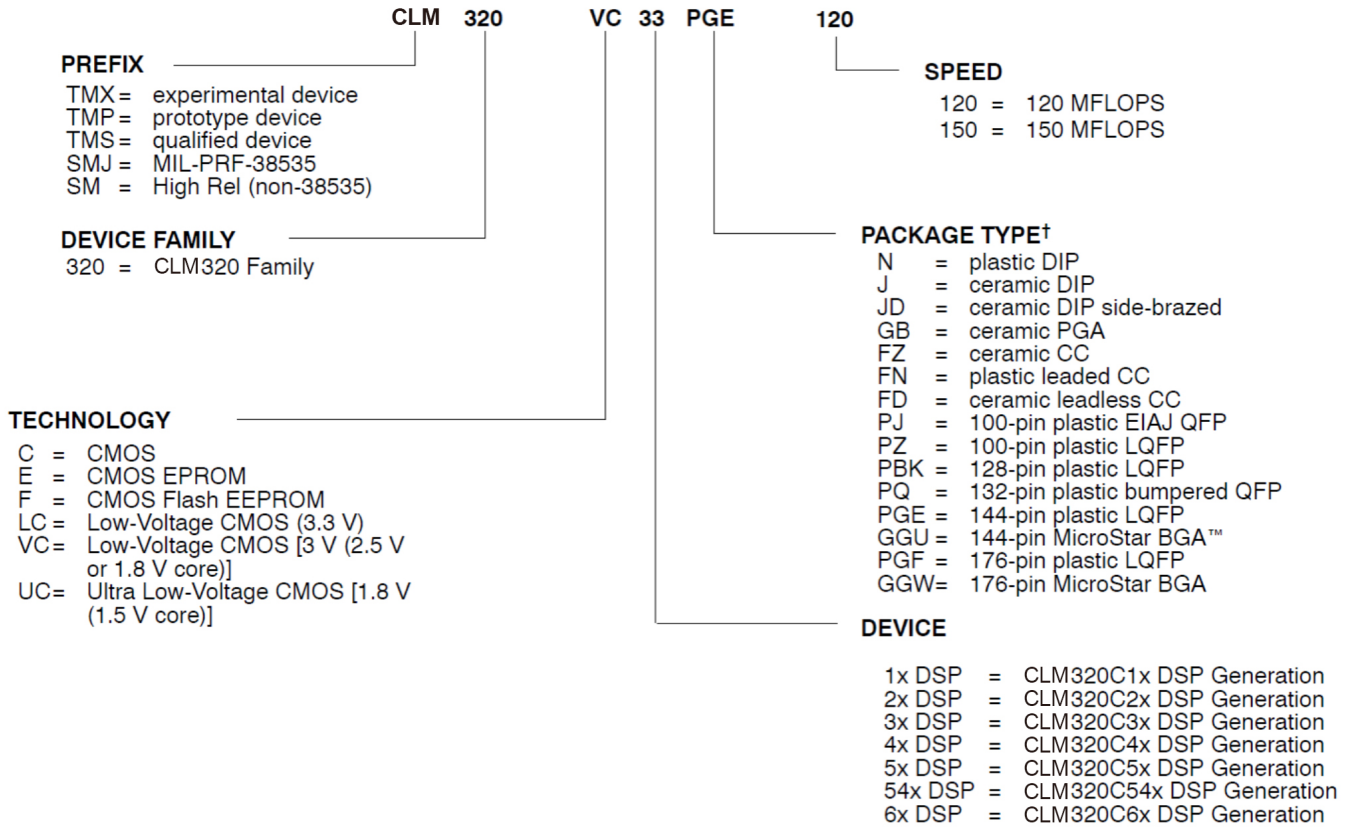 CLM 320 VC 33 PGE 120
PREFIX
TMX = experimental device
TMP = prototype device
TMS = qualified device
SMJ = MIL-PRF-38535
SM = High Rel (non-38535)
DEVICE FAMILY
320 = CLM320 Family
TECHNOLOGY
C = CMOS
E = CMOS EPROM
F = CMOS Flash EEPROM
LC = Low-Voltage CMOS (3.3 V)
VC = Low-Voltage CMOS [3 V (2.5 V
or 1.8 V core)]
UC = Ultra Low-Voltage CMOS [1.8 V
(1.5 V core)]
SPEED
120 = 120 MFLOPS
150 = 150 MFLOPS
PACKAGE TYPE†
N = plastic DIP
J = ceramic DIP
JD = ceramic DIP side-brazed
GB = ceramic PGA
FZ = ceramic CC
FN = plastic leaded CC
FD = ceramic leadless CC
PJ = 100-pin plastic EIAJ QFP
PZ = 100-pin plastic LQFP
PBK = 128-pin plastic LQFP
PQ = 132-pin plastic bumpered QFP
PGE = 144-pin plastic LQFP
GGU = 144-pin MicroStar BGA™
PGF = 176-pin plastic LQFP
GGW = 176-pin MicroStar BGA
DEVICE
1x DSP = CLM320C1x DSP Generation
2x DSP = CLM320C2x DSP Generation
3x DSP = CLM320C3x DSP Generation
4x DSP = CLM320C4x DSP Generation
5x DSP = CLM320C5x DSP Generation
54x DSP = CLM320C54x DSP Generation
6x DSP = CLM320C6x DSP Generation